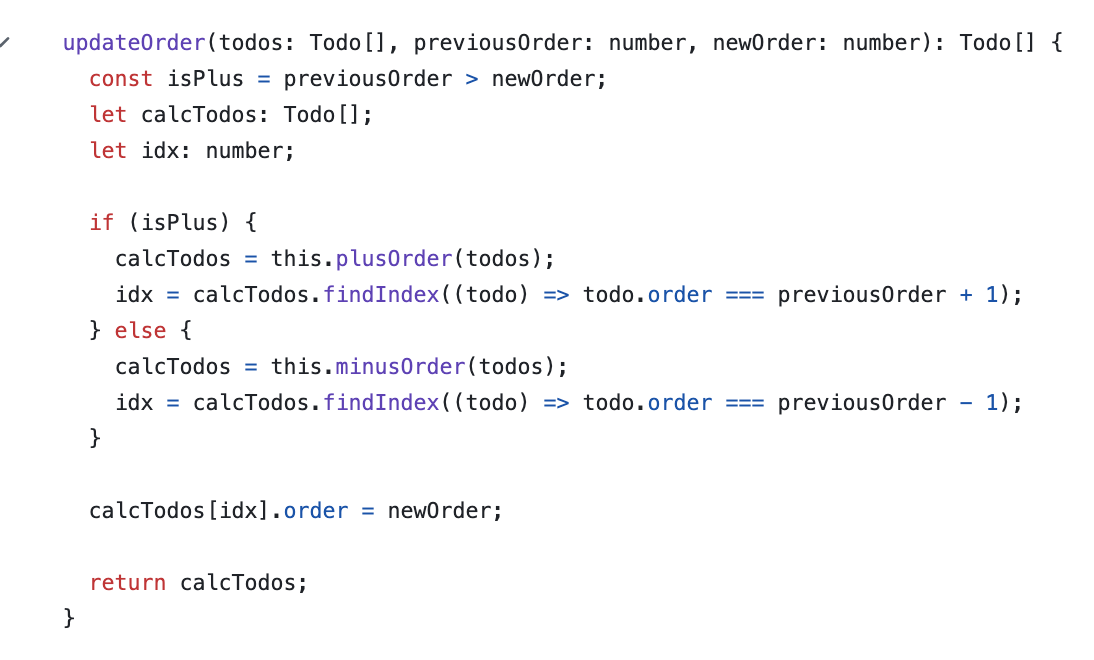 updateOrder(todos: Todo[], previousOrder: number, newOrder: number): Todo[] {
  const isPlus = previousOrder > newOrder;
  let calcTodos: Todo[];
  let idx: number;

  if (isPlus) {
    calcTodos = this.plusOrder(todos);
    idx = calcTodos.findIndex((todo) => todo.order === previousOrder + 1);
  } else {
    calcTodos = this.minusOrder(todos);
    idx = calcTodos.findIndex((todo) => todo.order === previousOrder - 1);
  }

  calcTodos[idx].order = newOrder;

  return calcTodos;
}